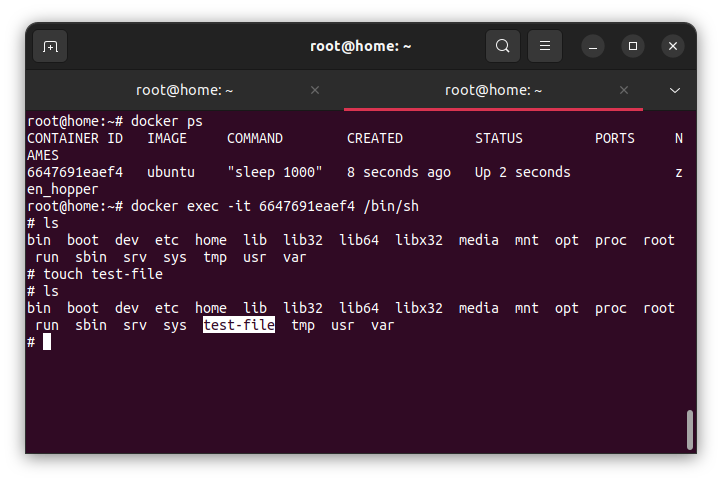 root@home: ~
root@home: ~
root@home: ~
root@home:~# docker ps
CONTAINER ID   IMAGE     COMMAND        CREATED         STATUS         PORTS     N
AMES
6647691eaef4   ubuntu    "sleep 1000"   8 seconds ago   Up 2 seconds             z
en_hopper
root@home:~# docker exec -it 6647691eaef4 /bin/sh
# ls
bin  boot  dev  etc  home  lib  lib32  lib64  libx32  media  mnt  opt  proc  root
 run  sbin  srv  sys  tmp  usr  var
# touch test-file
# ls
bin  boot  dev  etc  home  lib  lib32  lib64  libx32  media  mnt  opt  proc  root
 run  sbin  srv  sys  test-file  tmp  usr  var
#